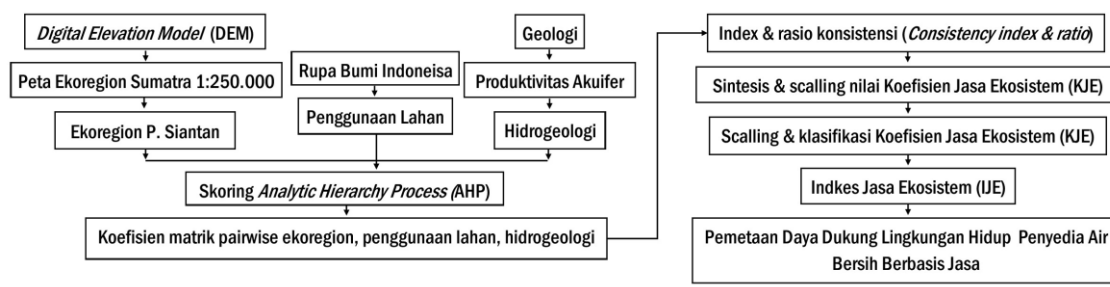 Digital Elevation Model (DEM)
Peta Ekoregion Sumatra 1:250.000
Ekoregion P. Siantan
Rupa Bumi Indoneisa
Penggunaan Lahan
Geologi
Produktivitas Akuifer
Hidrogeologi
Skoring Analytic Hierarchy Process (AHP)
Koefisien matrik pairwise ekoregion, penggunaan lahan, hidrogeologi
Index & rasio konsistensi (Consistency index & ratio)
Sintesis & scalling nilai Koefisien Jasa Ekosistem (KJE)
Scalling & klasifikasi Koefisien Jasa Ekosistem (KJE)
Indkes Jasa Ekosistem (IJE)
Pemetaan Daya Dukung Lingkungan Hidup Penyedia Air
Bersih Berbasis Jasa